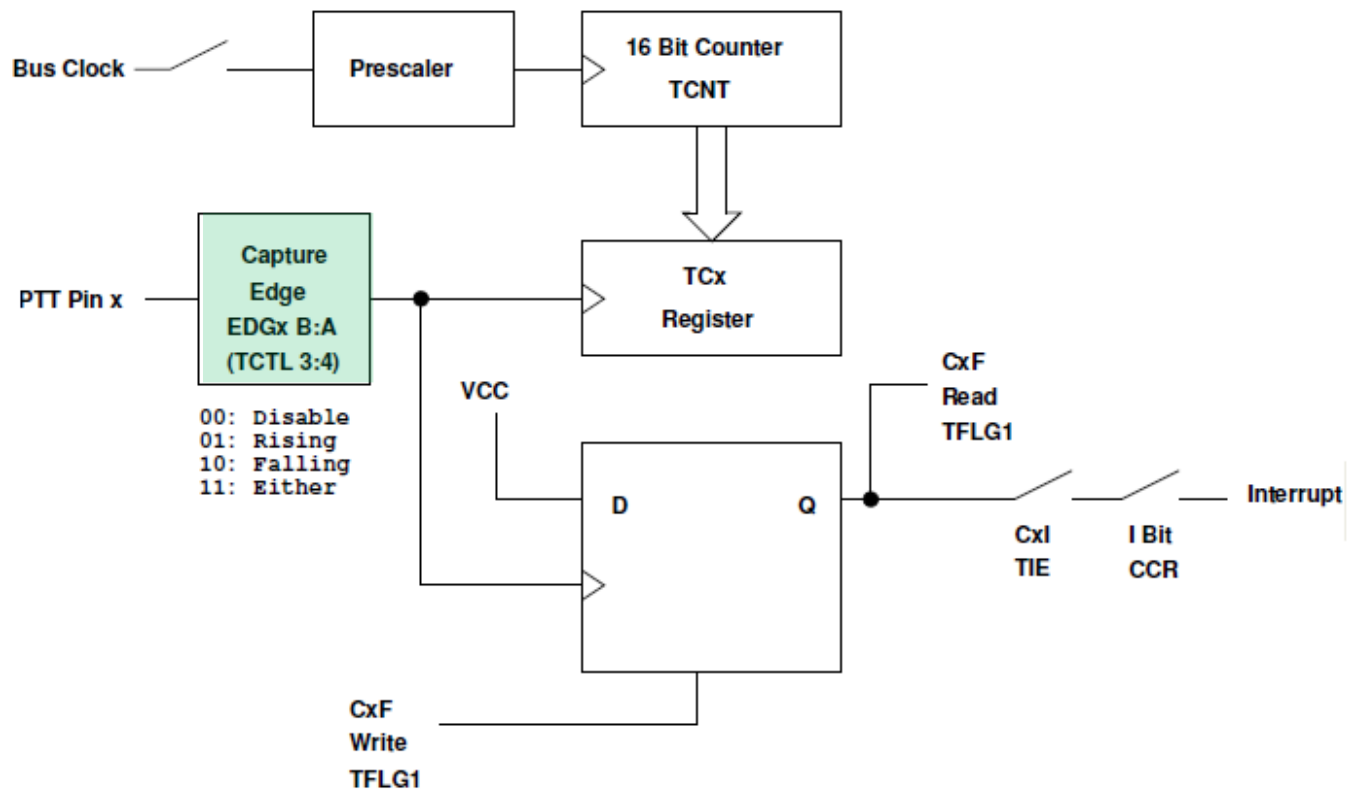 Bus Clock
Prescaler
16 Bit Counter
TCNT
PTT Pin x
Capture
Edge
EDGx B:A
(TCTL 3:4)
00: Disable
01: Rising
10: Falling
11: Either
TCx
Register
VCC
D
Q
CxF
Read
TFLG1
CxI
TIE
I Bit
CCR
Interrupt
CxF
Write
TFLG1